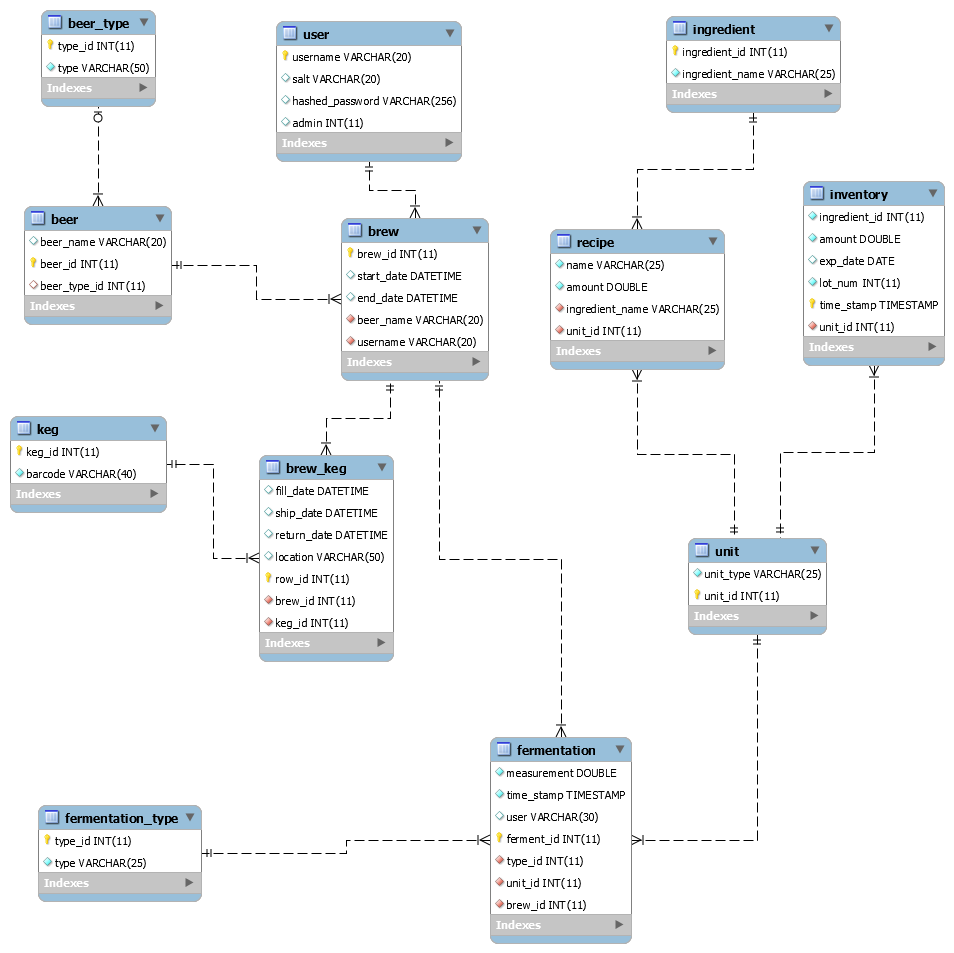 beer_type
type_id INT(11)
type VARCHAR(50)
Indexes
user
username VARCHAR(20)
salt VARCHAR(20)
hashed_password VARCHAR(256)
admin INT(11)
Indexes
ingredient
ingredient_id INT(11)
ingredient_name VARCHAR(25)
Indexes
beer
beer_name VARCHAR(20)
beer_id INT(11)
beer_type_id INT(11)
Indexes
brew
brew_id INT(11)
start_date DATETIME
end_date DATETIME
beer_name VARCHAR(20)
username VARCHAR(20)
Indexes
recipe
name VARCHAR(25)
amount DOUBLE
ingredient_name VARCHAR(25)
unit_id INT(11)
Indexes
inventory
ingredient_id INT(11)
amount DOUBLE
exp_date DATE
lot_num INT(11)
time_stamp TIMESTAMP
unit_id INT(11)
Indexes
keg
keg_id INT(11)
barcode VARCHAR(40)
Indexes
brew_keg
fill_date DATETIME
ship_date DATETIME
return_date DATETIME
location VARCHAR(50)
row_id INT(11)
brew_id INT(11)
keg_id INT(11)
Indexes
unit
unit_type VARCHAR(25)
unit_id INT(11)
Indexes
fermentation
measurement DOUBLE
time_stamp TIMESTAMP
user VARCHAR(30)
ferment_id INT(11)
type_id INT(11)
unit_id INT(11)
brew_id INT(11)
Indexes
fermentation_type
type_id INT(11)
type VARCHAR(25)
Indexes